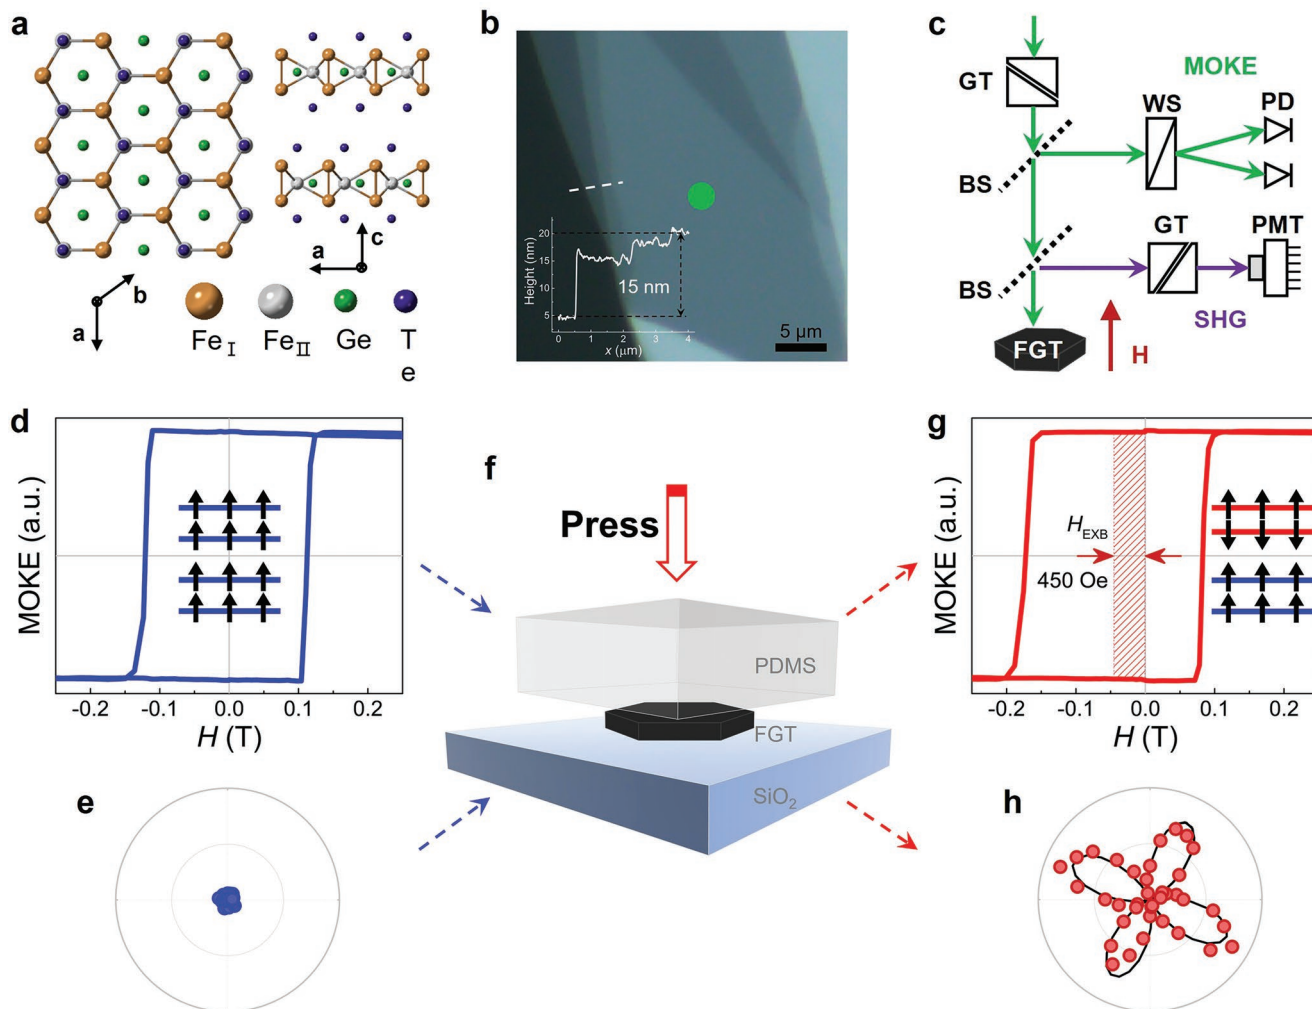 a
b
a
c
a
Fe I
Fe II
Ge
T
e
b
Height (nm)
20
15
10
5
0
1
2
3
4
x (μm)
15 nm
5 μm
c
GT
MOKE
WS
PD
BS
GT
PMT
BS
SHG
FGT
H
d
MOKE (a.u.)
-0.2
-0.1
0.0
0.1
0.2
H (T)
e
f
Press
PDMS
FGT
SiO₂
g
MOKE (a.u.)
H EXB
450 Oe
-0.2
-0.1
0.0
0.1
0.2
H (T)
h